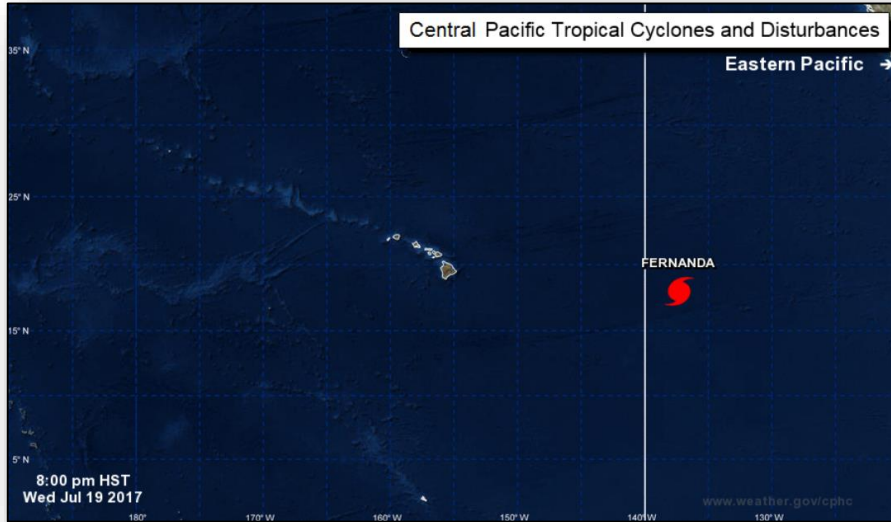 Central Pacific Tropical Cyclones and Disturbances
35° N
Eastern Pacific →
25° N
FERNANDA
15° N
5° N
8:00 pm HST
Wed Jul 19 2017
www.weather.gov/cphc
180°
170° W
160° W
150° W
140° W
130° W